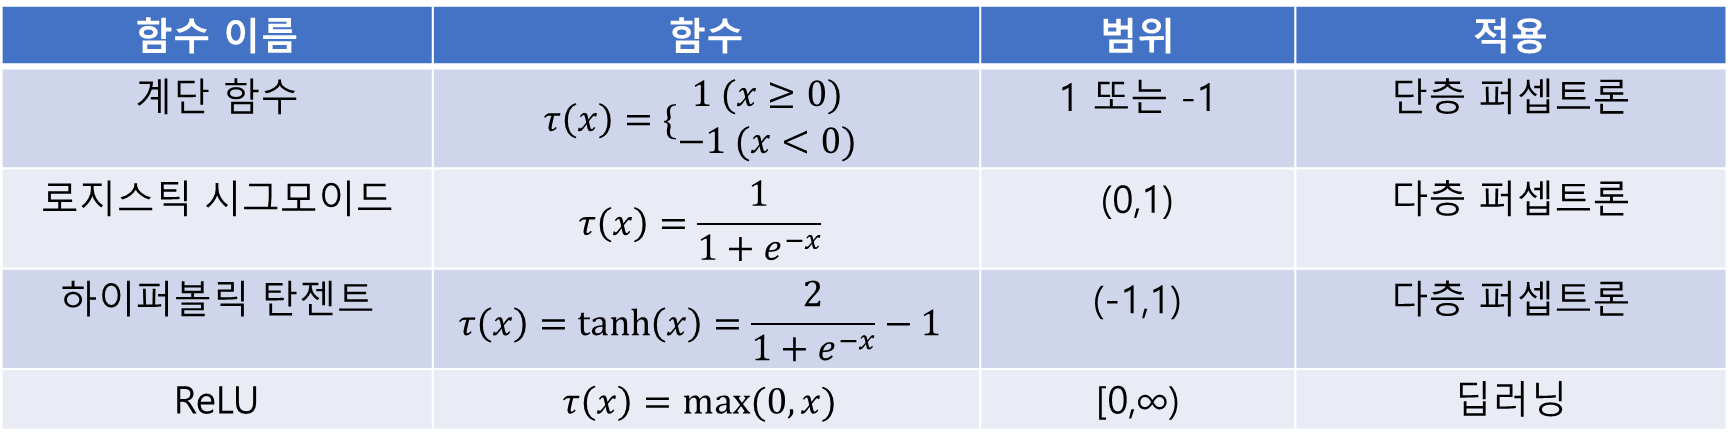 함수 이름 함수 범위 적용
계단 함수 τ(x) = { 1 (x ≥ 0) −1 (x < 0) 1 또는 -1 단층 퍼셉트론
로지스틱 시그모이드 τ(x) = 1 / (1 + e^−x) (0,1) 다층 퍼셉트론
하이퍼볼릭 탄젠트 τ(x) = tanh(x) = 2 / (1 + e^−x) − 1 (-1,1) 다층 퍼셉트론
ReLU τ(x) = max(0, x) [0,∞) 딥러닝